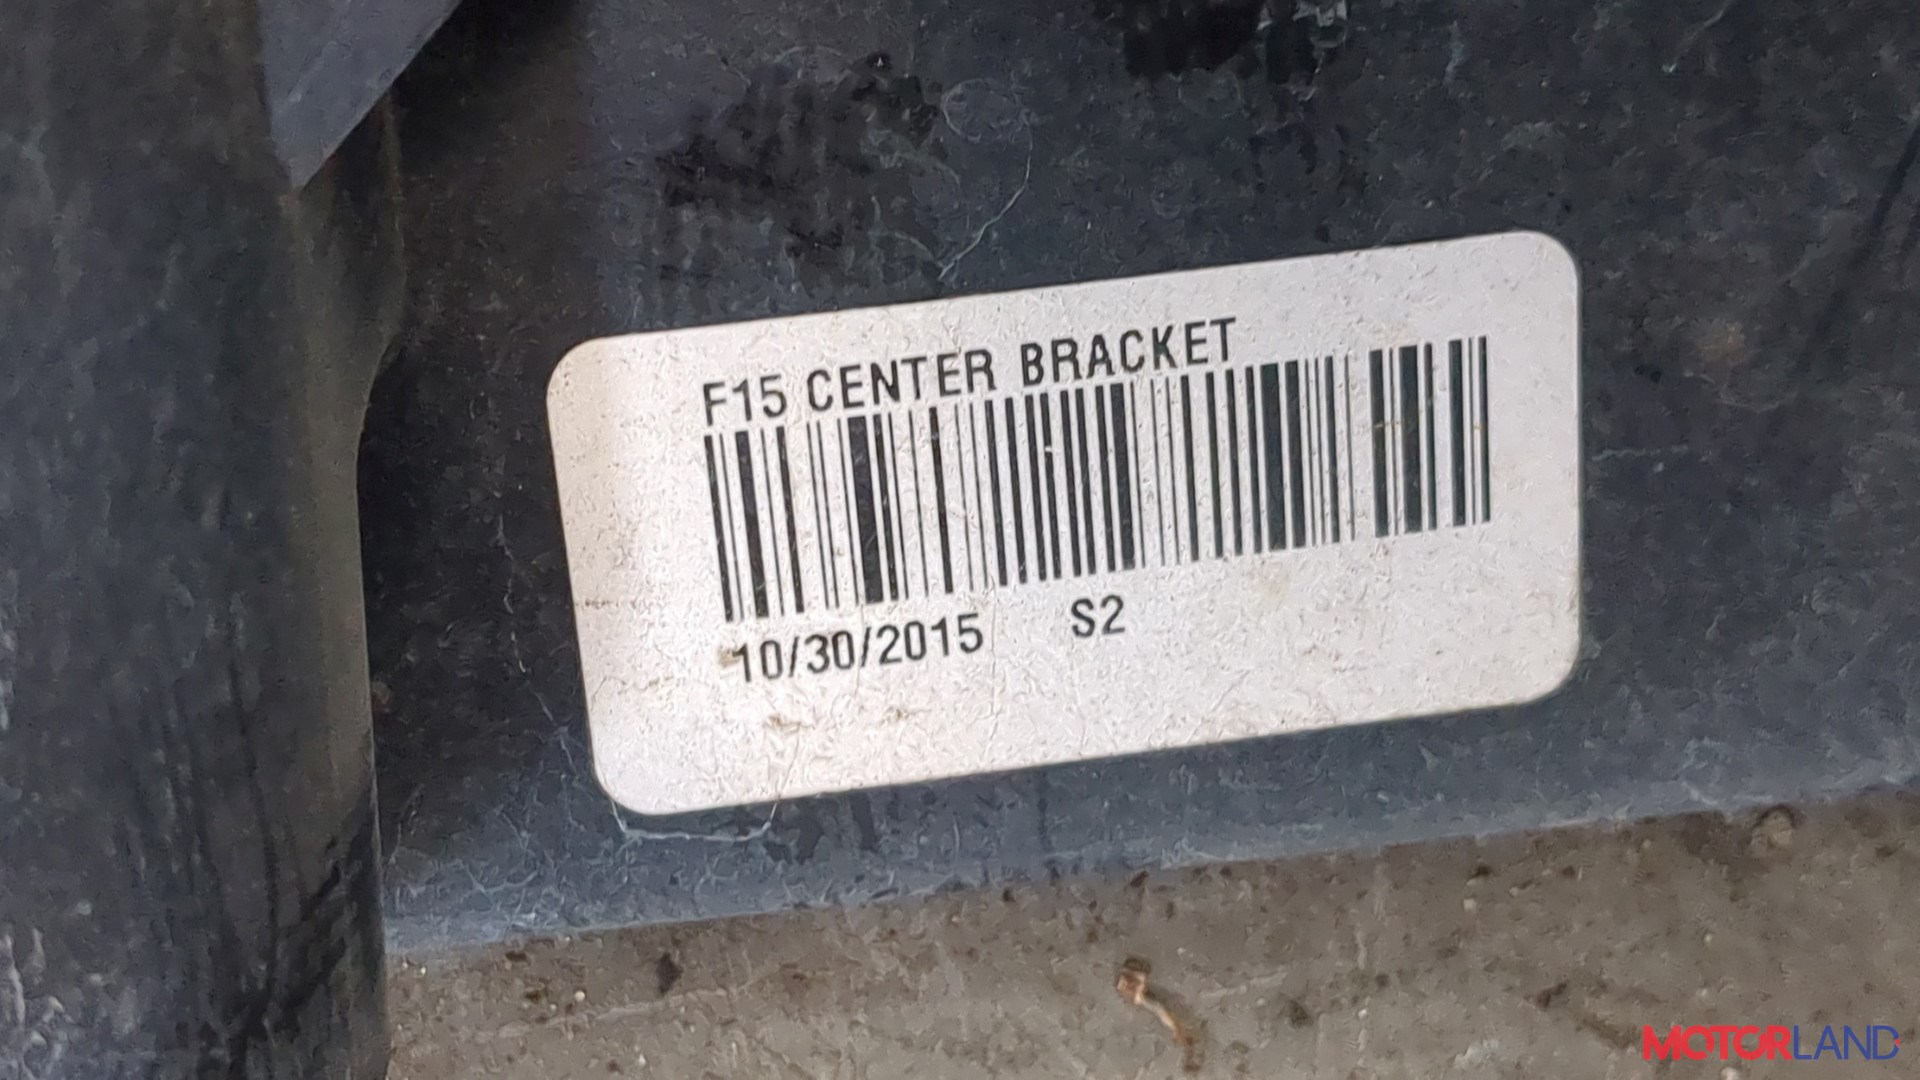 F15 CENTER BRACKET
10/30/2015 S2
MOTORLAND